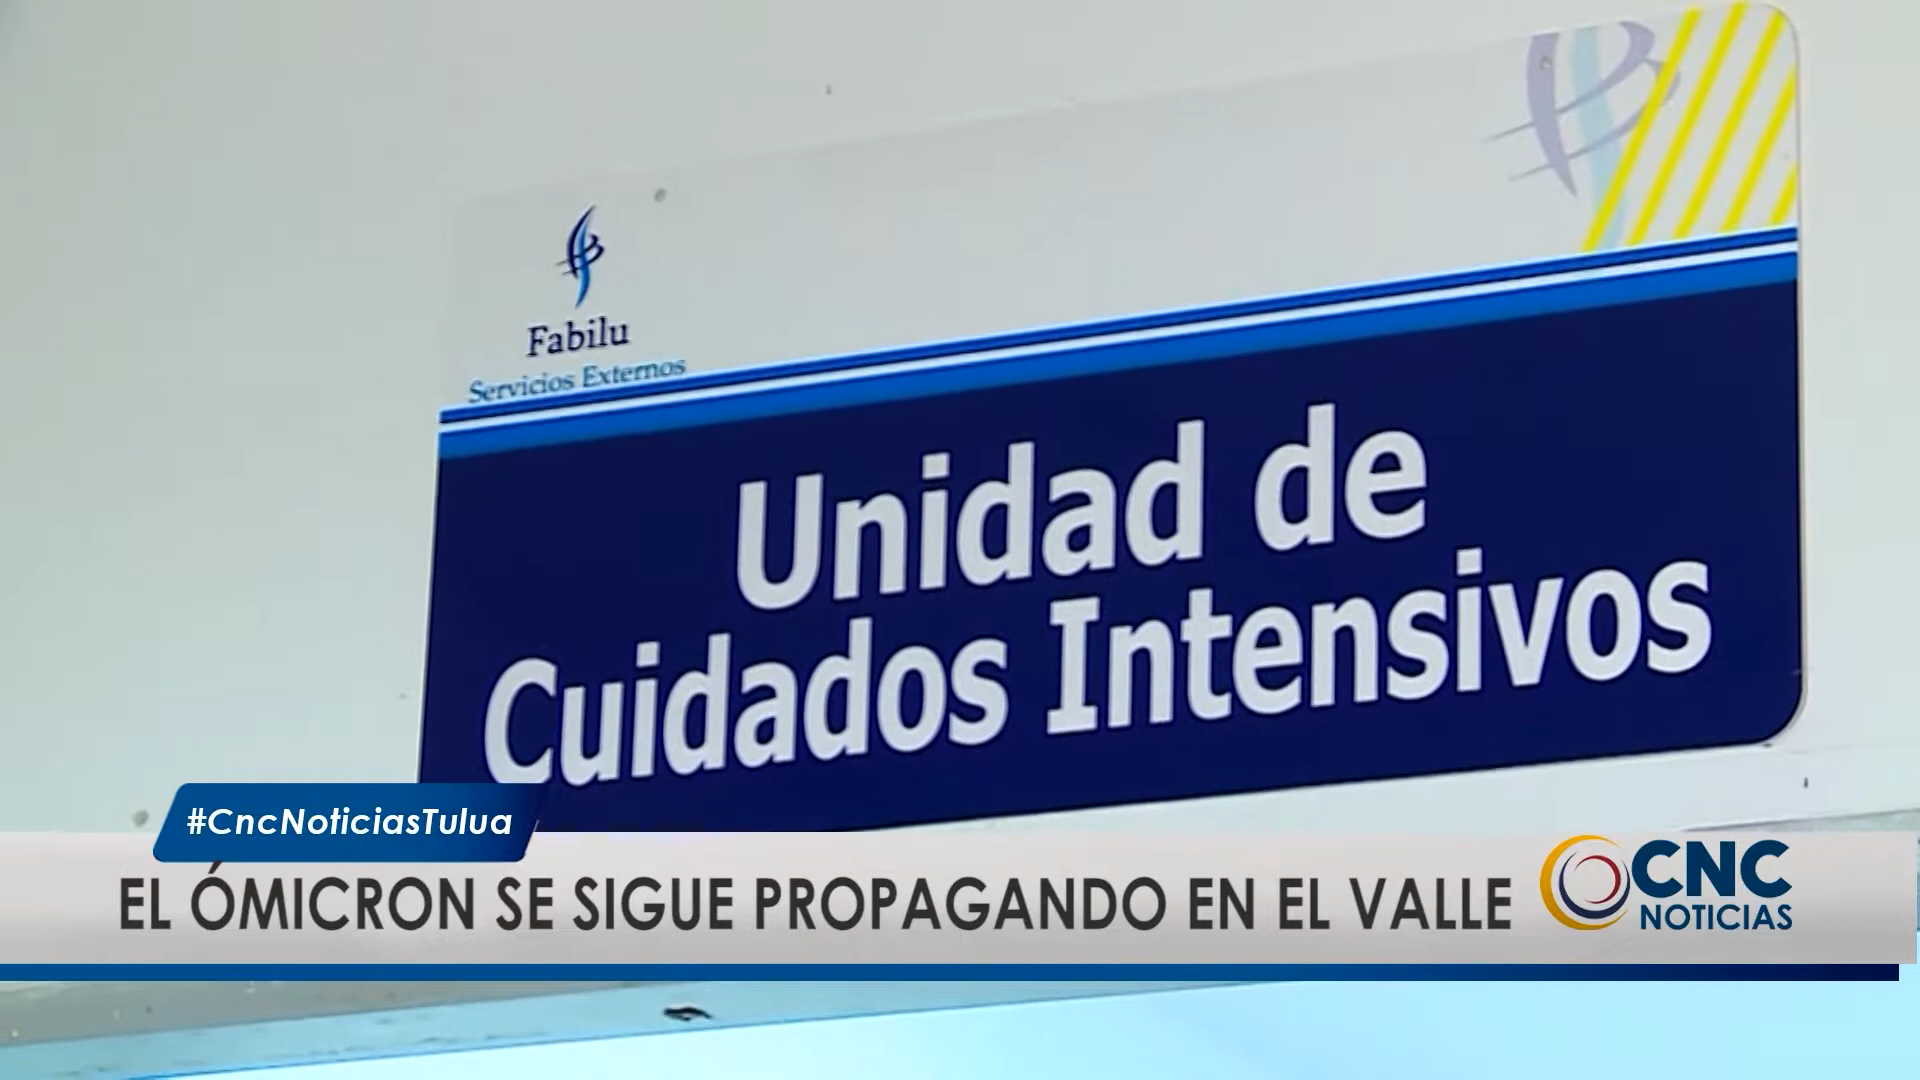 Fabilu
Servicios Externos
Unidad de
Cuidados Intensivos
#CncNoticiasTulua
EL ÓMICRON SE SIGUE PROPAGANDO EN EL VALLE
CNC
NOTICIAS